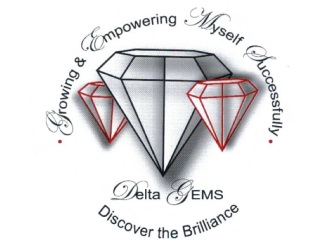 Growing & Empowering Myself Successfully
Delta GEMS
Discover the Brilliance